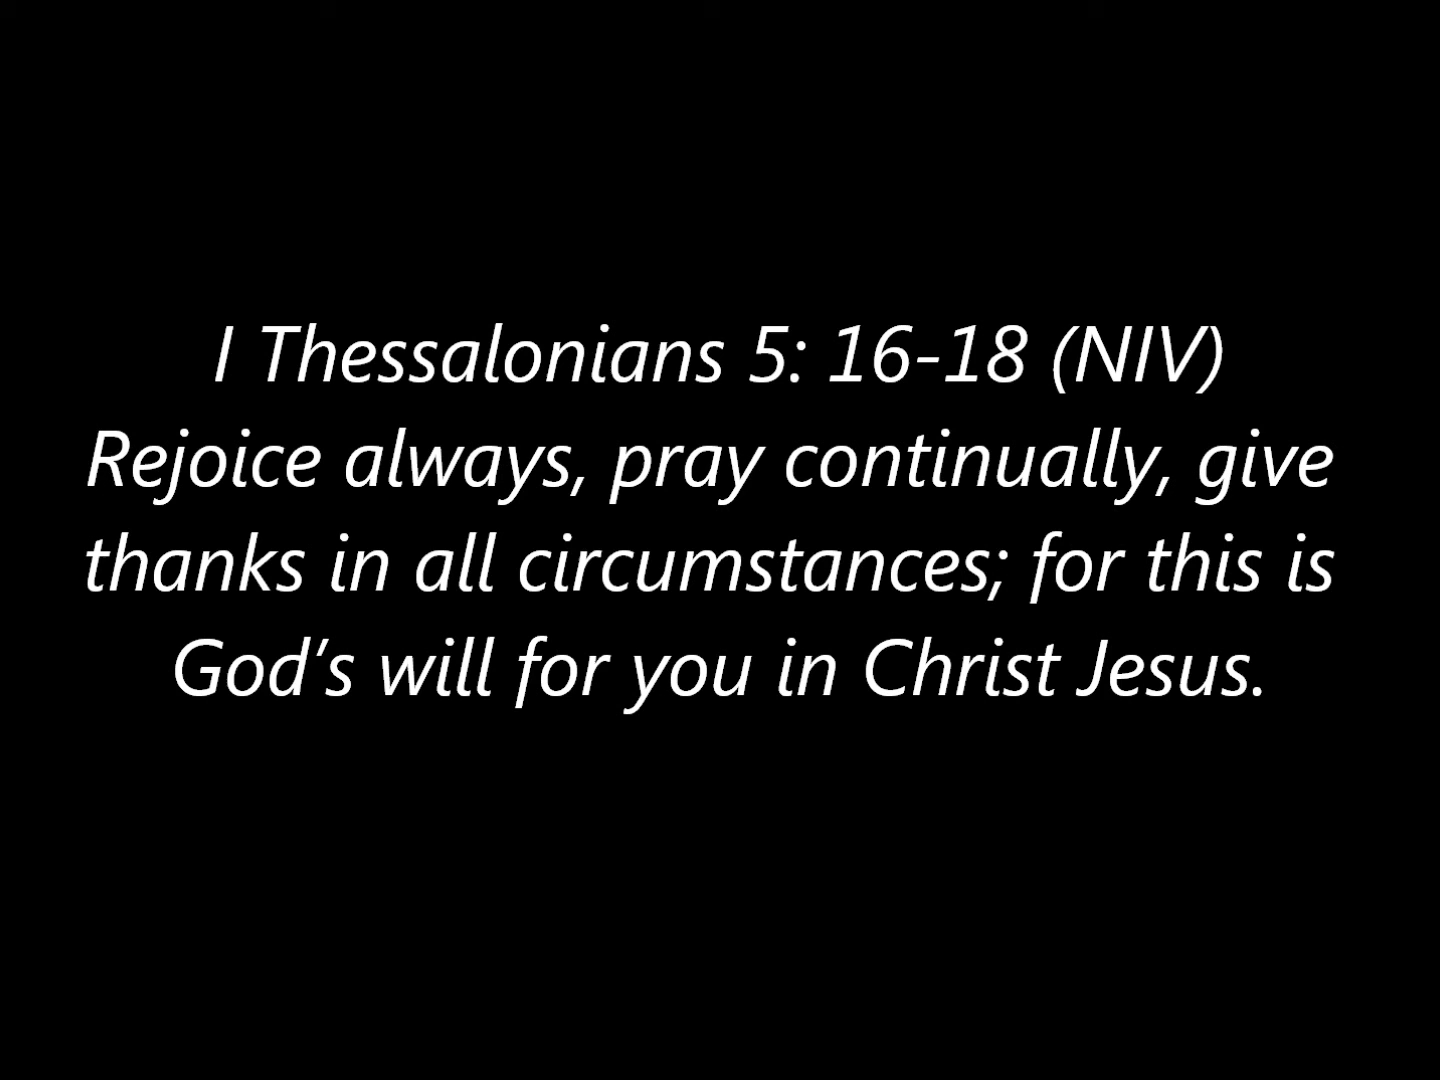 I Thessalonians 5: 16-18 (NIV)
Rejoice always, pray continually, give
thanks in all circumstances; for this is
God’s will for you in Christ Jesus.